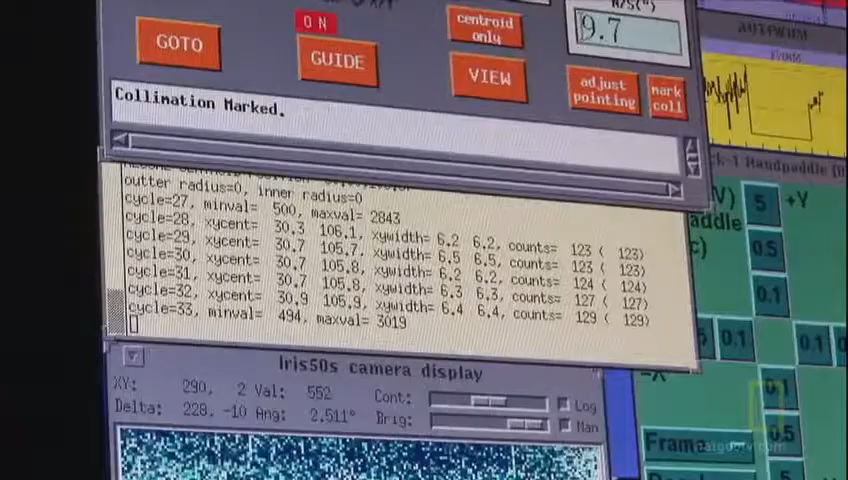 GOTO
ON
GUIDE
centroid only
VIEW
9.7
adjust pointing
mark coll
Collimation Marked.
outter radius=0, inner radius=0
cycle=27, minval= 500, maxval= 2843
cycle=28, xycent= 30.3 106.1, xywidth= 6.2 6.2, counts= 123 ( 123)
cycle=29, xycent= 30.7 105.7, xywidth= 6.5 6.5, counts= 123 ( 123)
cycle=30, xycent= 30.7 105.8, xywidth= 6.2 6.2, counts= 124 ( 124)
cycle=31, xycent= 30.7 105.8, xywidth= 6.3 6.3, counts= 127 ( 127)
cycle=32, xycent= 30.9 105.9, xywidth= 6.4 6.4, counts= 129 ( 129)
cycle=33, minval= 494, maxval= 3019
Iris50s camera display
XY: 290, 2 Val: 552
Delta: 228, -10 Ang: 2.511°
Cont:
Log
Brig:
Man
Handpaddle
5
+Y
0.5
0.1
0.1
0.1
-X
0.1
0.5
Frame
natgeotv.com